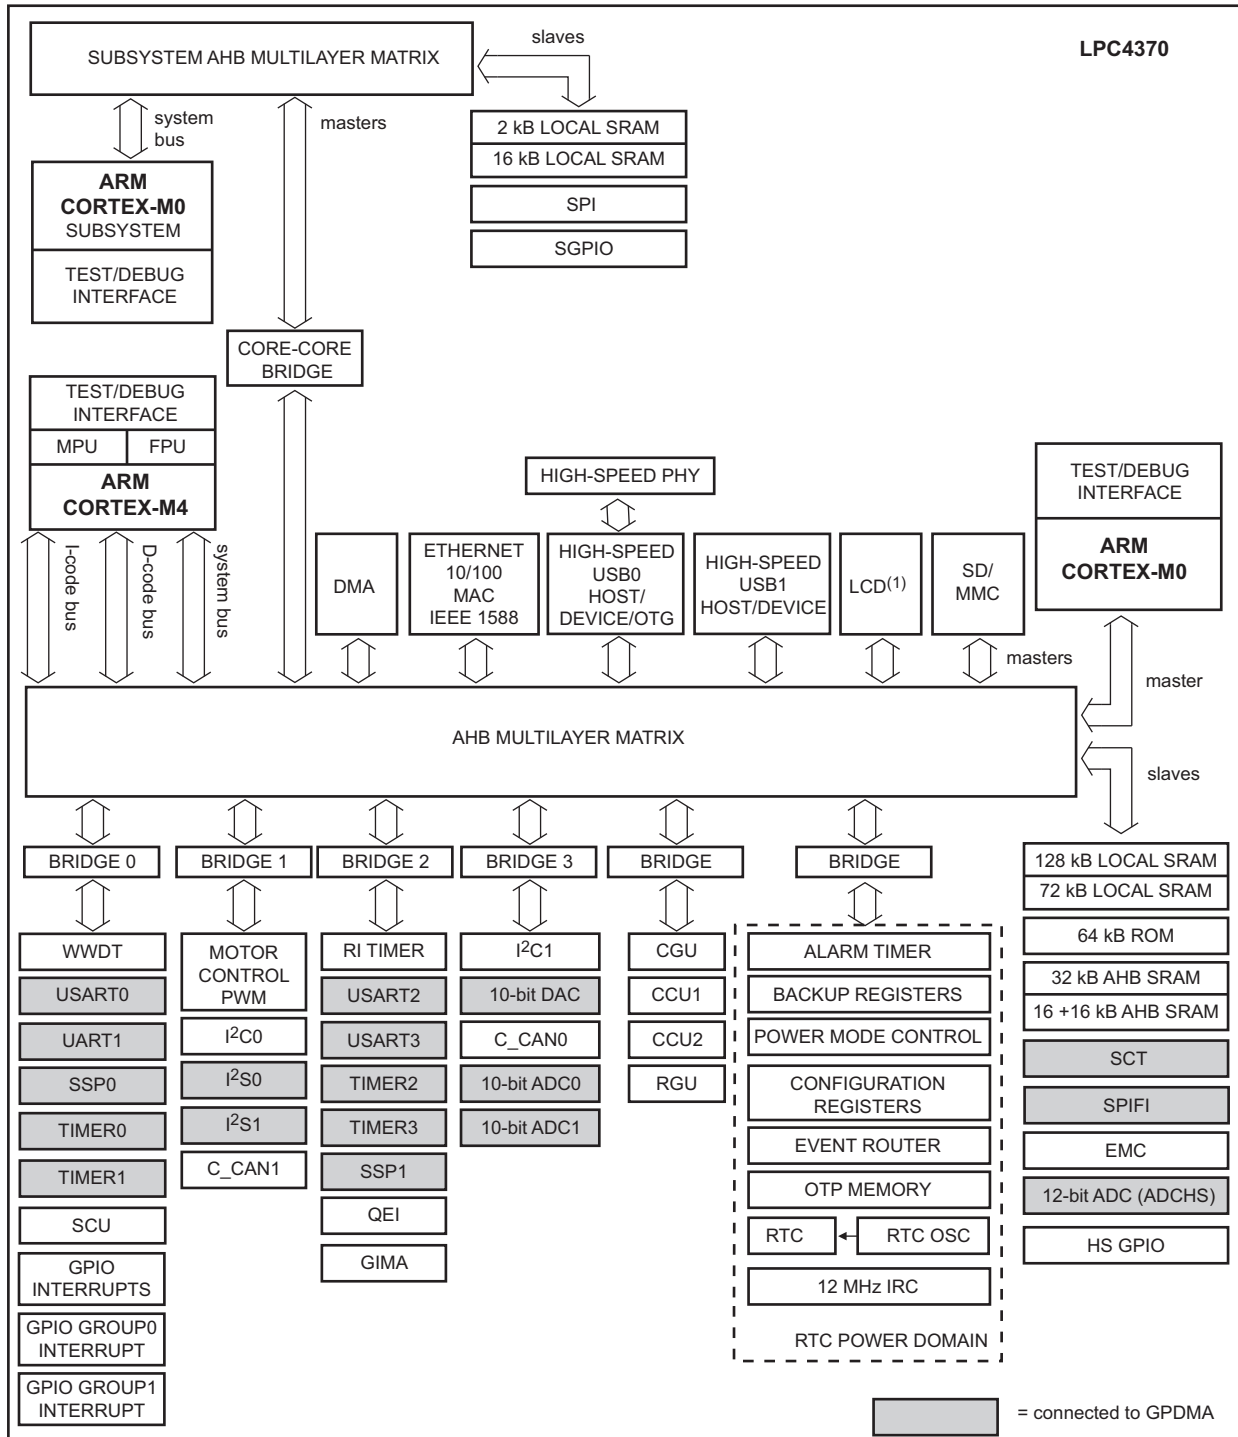 LPC4370
SUBSYSTEM AHB MULTILAYER MATRIX
slaves
system
bus
masters
2 kB LOCAL SRAM
16 kB LOCAL SRAM
SPI
SGPIO
ARM
CORTEX-M0
SUBSYSTEM
TEST/DEBUG
INTERFACE
CORE-CORE
BRIDGE
TEST/DEBUG
INTERFACE
MPU
FPU
ARM
CORTEX-M4
I-code bus
D-code bus
system bus
DMA
ETHERNET
10/100
MAC
IEEE 1588
HIGH-SPEED PHY
HIGH-SPEED
USB0
HOST/
DEVICE/OTG
HIGH-SPEED
USB1
HOST/DEVICE
LCD(1)
SD/
MMC
TEST/DEBUG
INTERFACE
ARM
CORTEX-M0
masters
master
AHB MULTILAYER MATRIX
slaves
BRIDGE 0
BRIDGE 1
BRIDGE 2
BRIDGE 3
BRIDGE
BRIDGE
WWDT
USART0
UART1
SSP0
TIMER0
TIMER1
SCU
GPIO
INTERRUPTS
GPIO GROUP0
INTERRUPT
GPIO GROUP1
INTERRUPT
MOTOR
CONTROL
PWM
I2C0
I2S0
I2S1
C_CAN1
RI TIMER
USART2
USART3
TIMER2
TIMER3
SSP1
QEI
GIMA
I2C1
10-bit DAC
C_CAN0
10-bit ADC0
10-bit ADC1
CGU
CCU1
CCU2
RGU
ALARM TIMER
BACKUP REGISTERS
POWER MODE CONTROL
CONFIGURATION
REGISTERS
EVENT ROUTER
OTP MEMORY
RTC
RTC OSC
12 MHz IRC
RTC POWER DOMAIN
128 kB LOCAL SRAM
72 kB LOCAL SRAM
64 kB ROM
32 kB AHB SRAM
16 +16 kB AHB SRAM
SCT
SPIFI
EMC
12-bit ADC (ADCHS)
HS GPIO
= connected to GPDMA